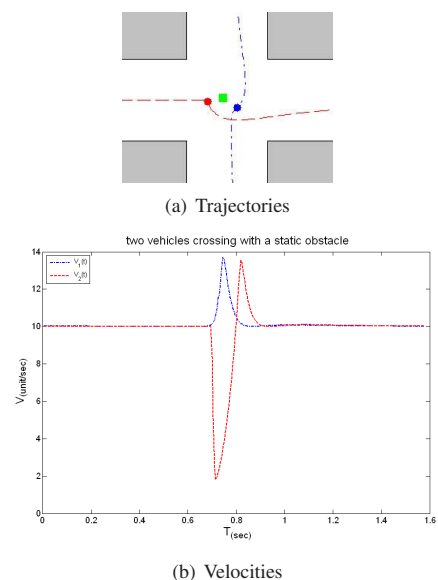 (a) Trajectories
two vehicles crossing with a static obstacle
V₁(t)
V₂(t)
14
12
10
8
6
4
2
0
V(unit/sec)
0 0.2 0.4 0.6 0.8 1 1.2 1.4 1.6
T(sec)
(b) Velocities